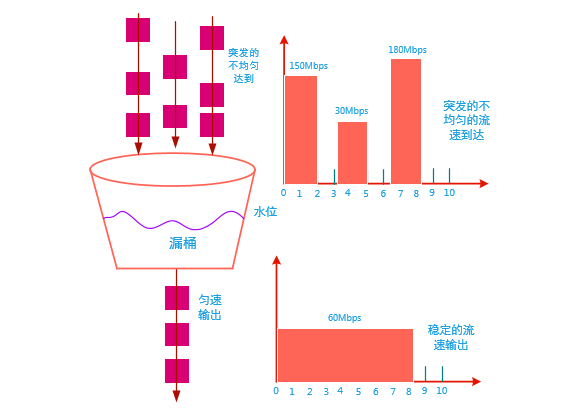 突发的
不均匀
达到
150Mbps
30Mbps
180Mbps
突发的不
均匀的流
速到达
0 1 2 3 4 5 6 7 8 9 10
水位
漏桶
匀速
输出
60Mbps
稳定的流
速输出
0 1 2 3 4 5 6 7 8 9 10